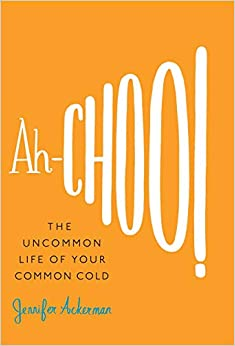 Ah-CHOO!
THE
UNCOMMON
LIFE OF YOUR
COMMON COLD
Jennifer Ackerman